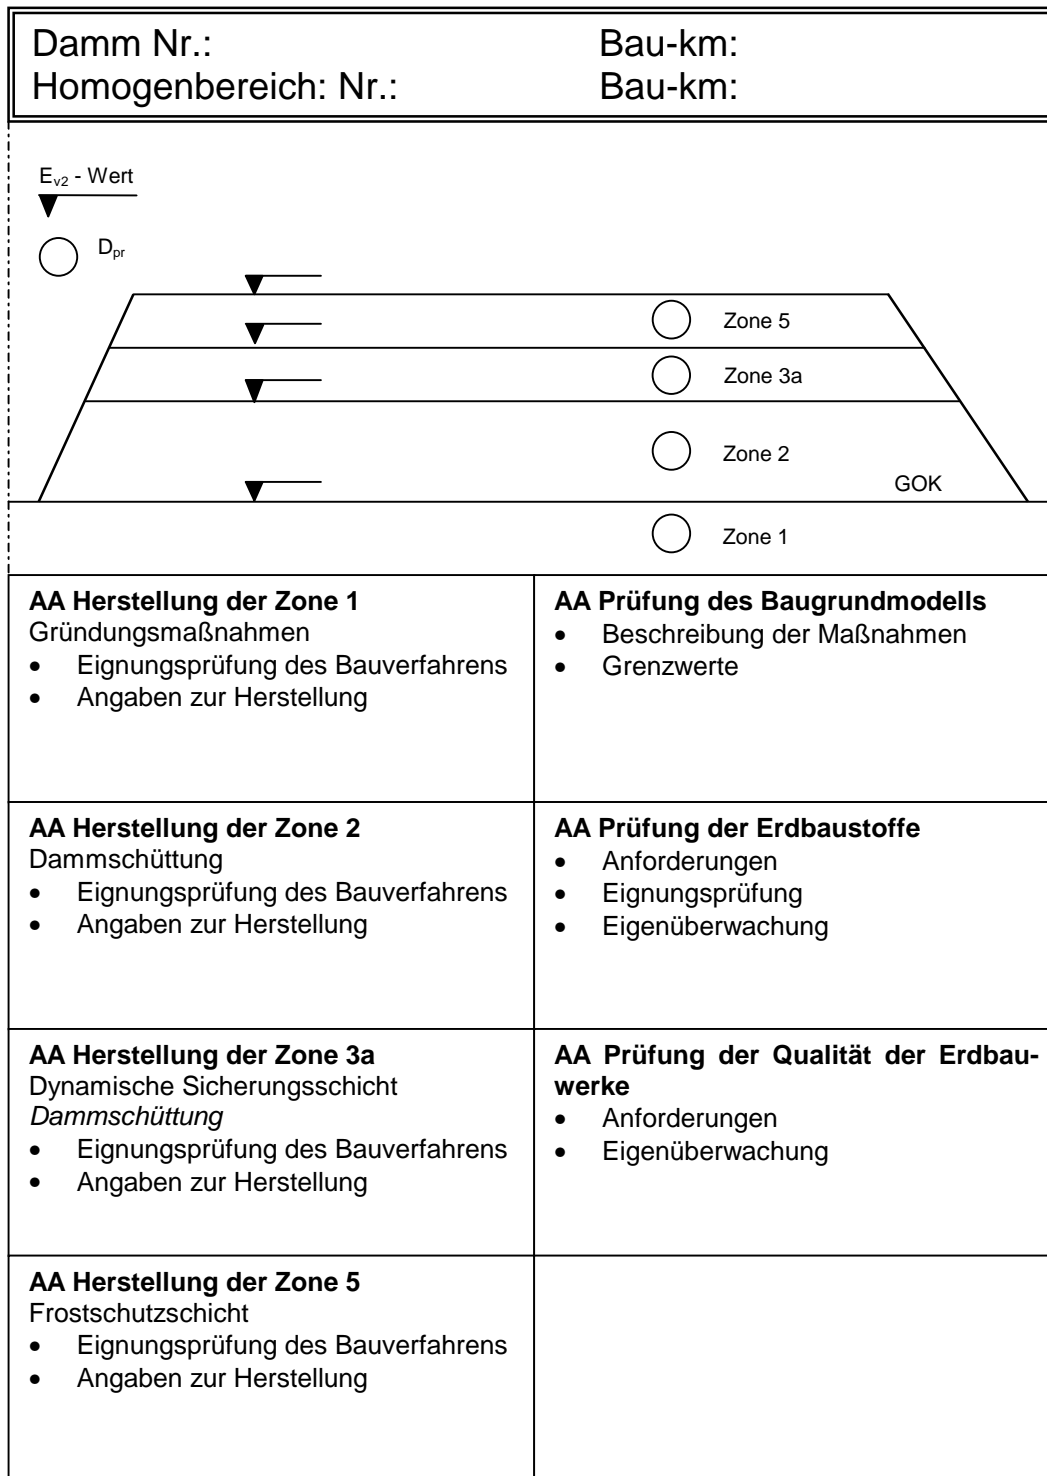 Damm Nr.: Bau-km:
Homogenbereich: Nr.: Bau-km:
Ev2 - Wert
Dpr
Zone 5
Zone 3a
Zone 2
GOK
Zone 1
AA Herstellung der Zone 1
Gründungsmaßnahmen
• Eignungsprüfung des Bauverfahrens
• Angaben zur Herstellung
AA Prüfung des Baugrundmodells
• Beschreibung der Maßnahmen
• Grenzwerte
AA Herstellung der Zone 2
Dammschüttung
• Eignungsprüfung des Bauverfahrens
• Angaben zur Herstellung
AA Prüfung der Erdbaustoffe
• Anforderungen
• Eignungsprüfung
• Eigenüberwachung
AA Herstellung der Zone 3a
Dynamische Sicherungsschicht
Dammschüttung
• Eignungsprüfung des Bauverfahrens
• Angaben zur Herstellung
AA Prüfung der Qualität der Erdbau-
werke
• Anforderungen
• Eigenüberwachung
AA Herstellung der Zone 5
Frostschutzschicht
• Eignungsprüfung des Bauverfahrens
• Angaben zur Herstellung